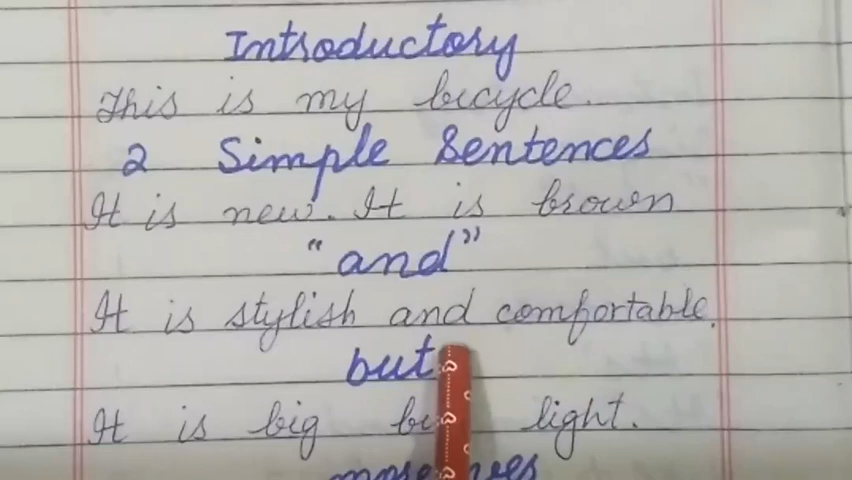 Introductory
This is my bicycle.
2 Simple Sentences
It is new. It is brown
"and"
It is stylish and comfortable.
but
It is big light.